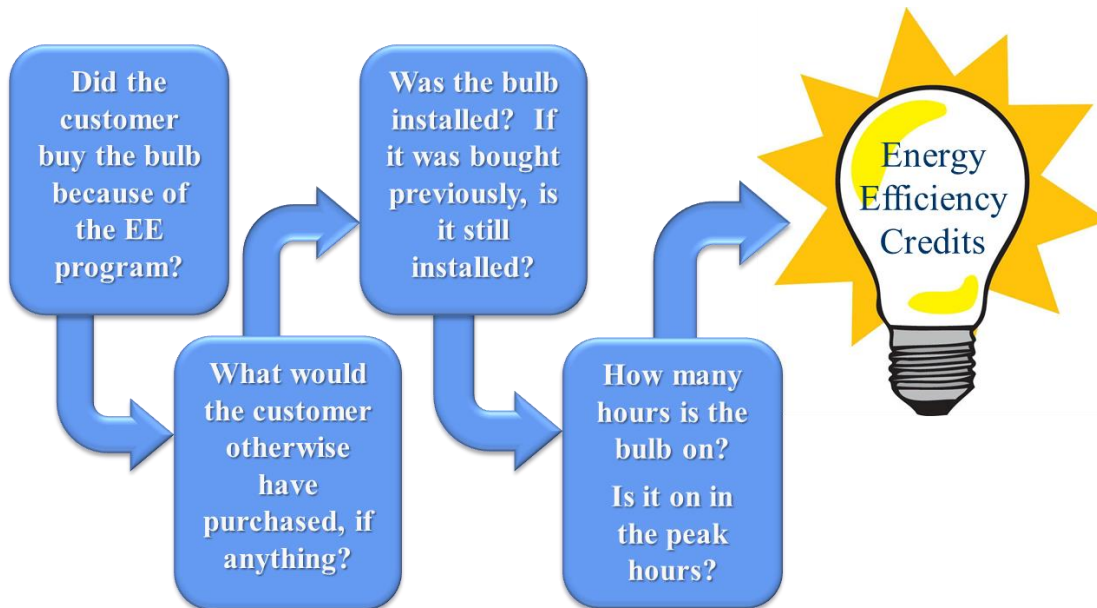 Did the
customer
buy the bulb
because of
the EE
program?
What would
the customer
otherwise
have
purchased, if
anything?
Was the bulb
installed? If
it was bought
previously, is
it still
installed?
How many
hours is the
bulb on?
Is it on in
the peak
hours?
Energy
Efficiency
Credits